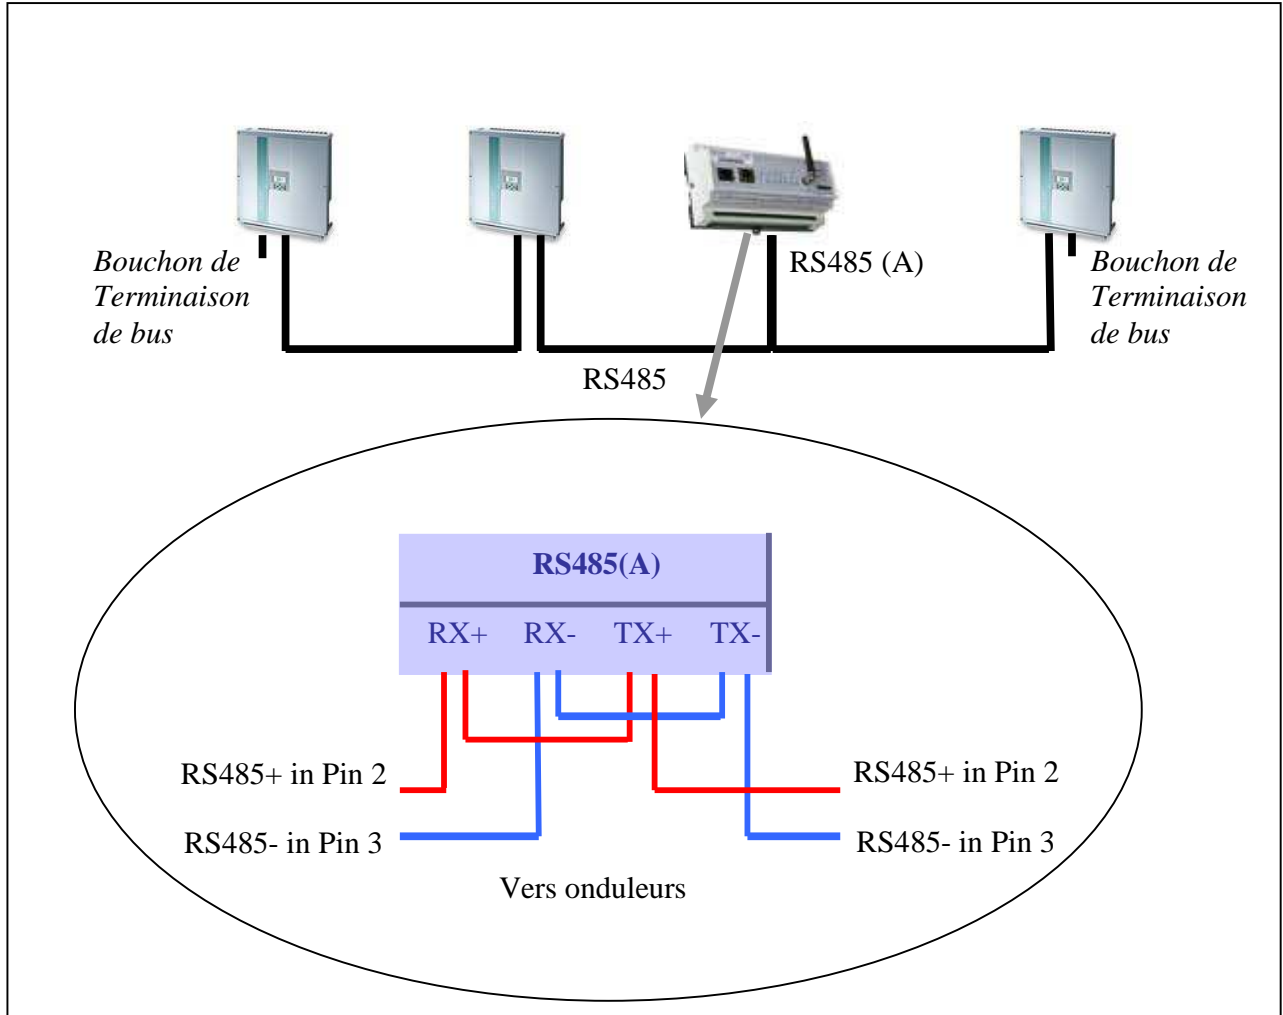 Bouchon de
Terminaison
de bus
RS485 (A)
Bouchon de
Terminaison
de bus
RS485
RS485(A)
RX+ RX- TX+ TX-
RS485+ in Pin 2
RS485+ in Pin 2
RS485- in Pin 3
RS485- in Pin 3
Vers onduleurs